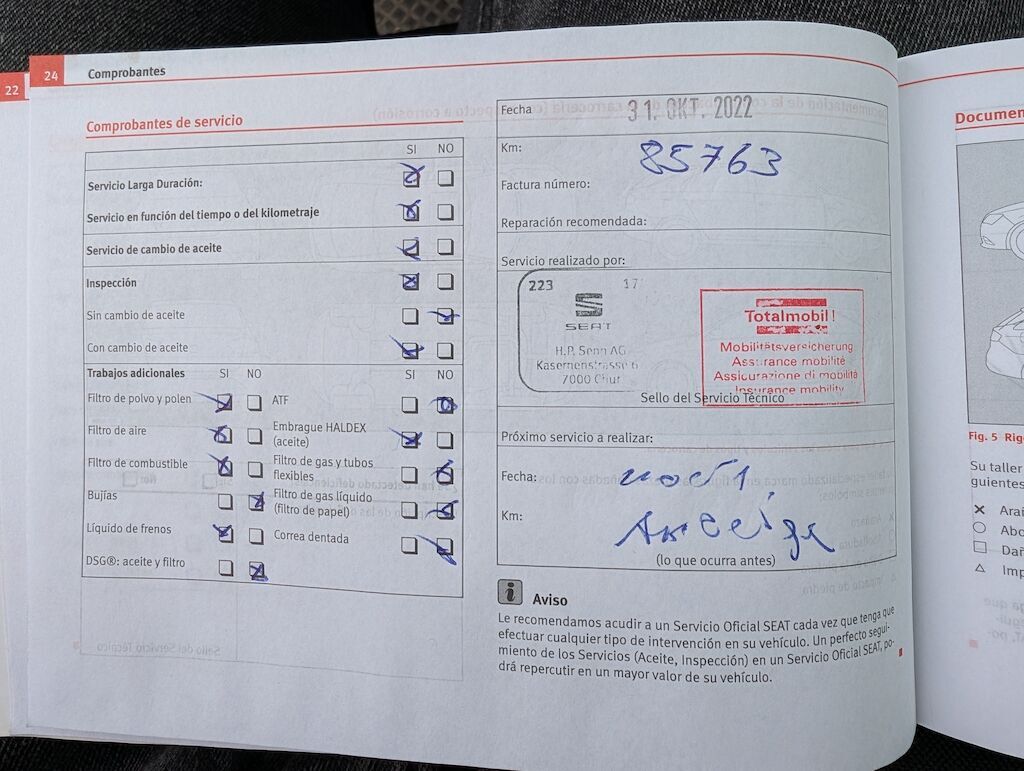 22
24 Comprobantes
Comprobantes de servicio
SI NO
Servicio Larga Duración:
Servicio en función del tiempo o del kilometraje
Servicio de cambio de aceite
Inspección
Sin cambio de aceite
Con cambio de aceite
Trabajos adicionales SI NO SI NO
Filtro de polvo y polen ATF
Filtro de aire Embrague HALDEX
(aceite)
Filtro de combustible Filtro de gas y tubos
flexibles
Bujías Filtro de gas líquido
(filtro de papel)
Líquido de frenos Correa dentada
DSG®: aceite y filtro
Fecha 31. OKT. 2022
Km: 85763
Factura número:
Reparación recomendada:
Servicio realizado por:
223 17
SEAT
H.P. Senn AG
Kasernenstrasse 6
7000 Chur
Totalmobil!
Mobilitätsversicherung
Assurance mobilité
Assicurazione di mobilità
Insurance mobility
Sello del Servicio Técnico
Próximo servicio a realizar:
Fecha: nach
Km: Anzeige
(lo que ocurra antes)
i Aviso
Le recomendamos acudir a un Servicio Oficial SEAT cada vez que tenga que
efectuar cualquier tipo de intervención en su vehículo. Un perfecto segui-
miento de los Servicios (Aceite, Inspección) en un Servicio Oficial SEAT, po-
drá repercutir en un mayor valor de su vehículo.
Documen
Fig. 5 Rig
Su taller
guientes
Arai
Abo
Dañ
Imp